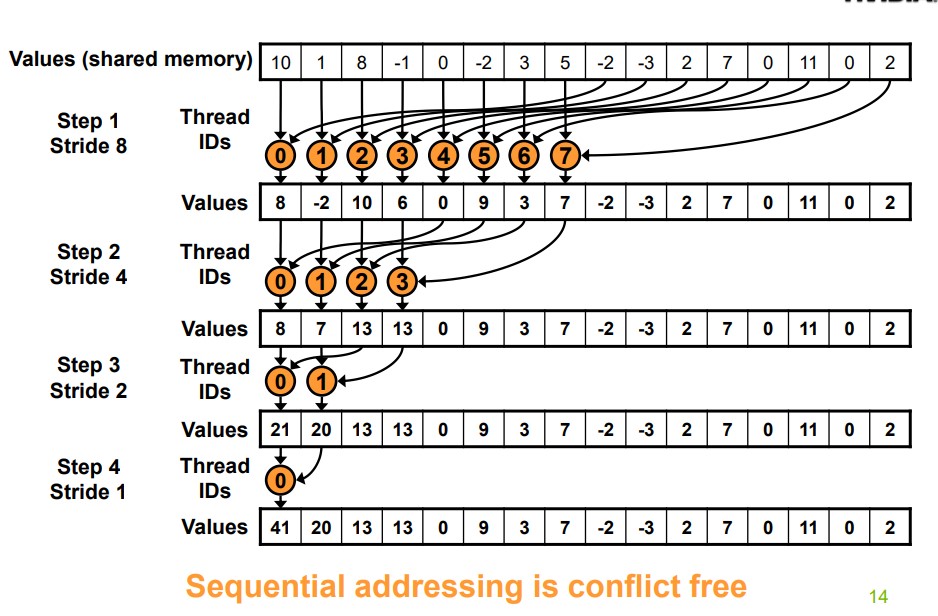 Values (shared memory) 10 1 8 -1 0 -2 3 5 -2 -3 2 7 0 11 0 2
Step 1 Stride 8 Thread IDs 0 1 2 3 4 5 6 7
Values 8 -2 10 6 0 9 3 7 -2 -3 2 7 0 11 0 2
Step 2 Stride 4 Thread IDs 0 1 2 3
Values 8 7 13 13 0 9 3 7 -2 -3 2 7 0 11 0 2
Step 3 Stride 2 Thread IDs 0 1
Values 21 20 13 13 0 9 3 7 -2 -3 2 7 0 11 0 2
Step 4 Stride 1 Thread IDs 0
Values 41 20 13 13 0 9 3 7 -2 -3 2 7 0 11 0 2
Sequential addressing is conflict free
14